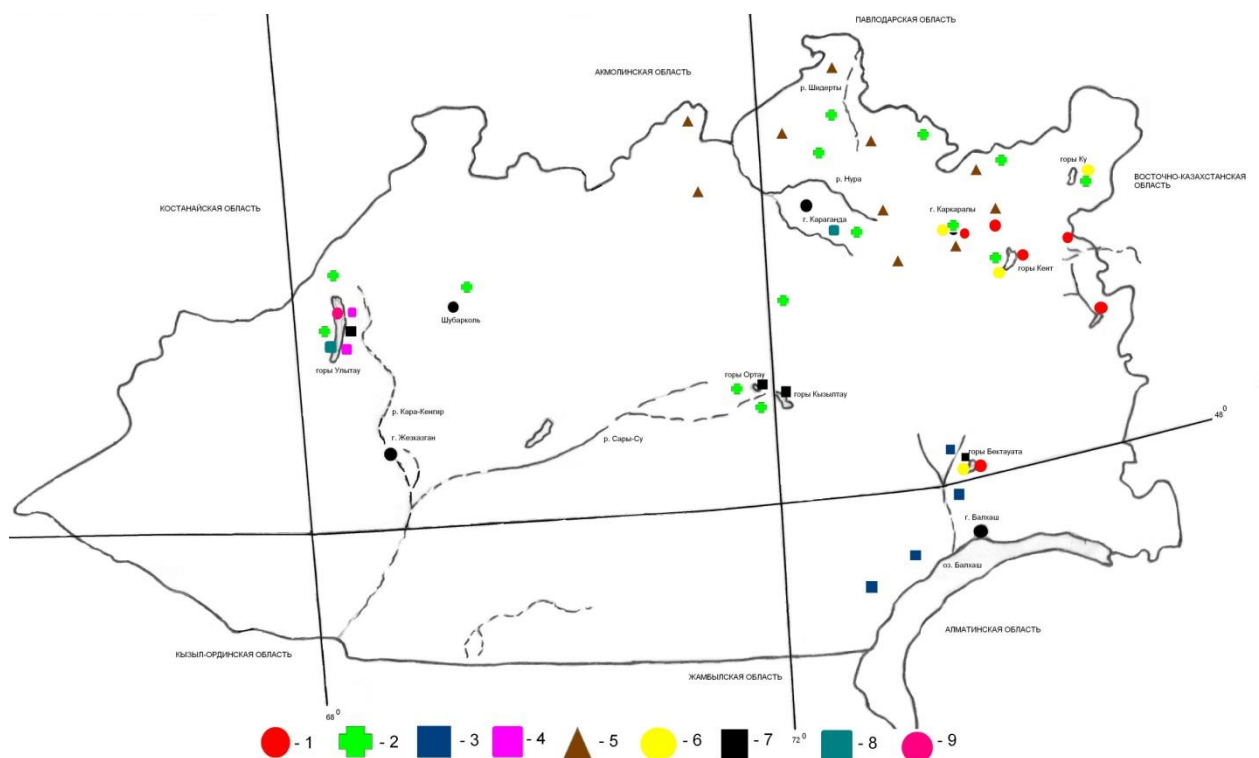 ПАВЛОДАРСКАЯ ОБЛАСТЬ
АКМОЛИНСКАЯ ОБЛАСТЬ
р. Шидерты
горы Ку
ВОСТОЧНО-КАЗАХСТАНСКАЯ
ОБЛАСТЬ
р. Нура
КОСТАНАЙСКАЯ ОБЛАСТЬ
г. Караганда
г. Каркаралы
горы Кент
Шубарколь
горы Улытау
горы Ортау
горы Кызылтау
р. Кара-Кенгир
48⁰
г. Жезказган
р. Сары-Су
горы Бектауата
г. Балхаш
оз. Балхаш
АЛМАТИНСКАЯ ОБЛАСТЬ
КЫЗЫЛ-ОРДИНСКАЯ ОБЛАСТЬ
ЖАМБЫЛСКАЯ ОБЛАСТЬ
68⁰
72⁰
- 1 - 2 - 3 - 4 - 5 - 6 - 7 - 8 - 9